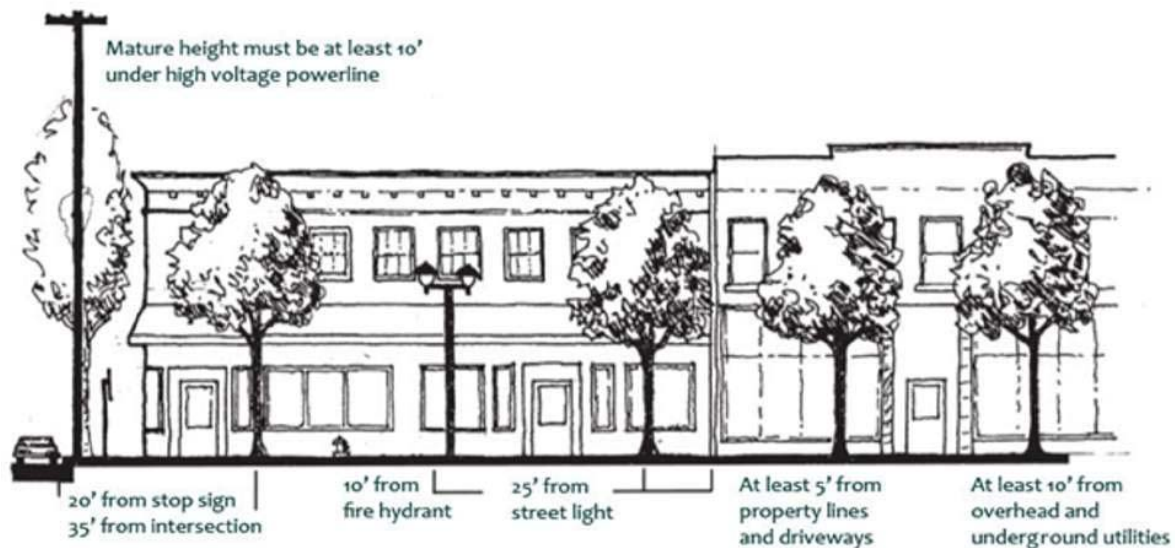 Mature height must be at least 10’
under high voltage powerline
20’ from stop sign
35’ from intersection
10’ from
fire hydrant
25’ from
street light
At least 5’ from
property lines
and driveways
At least 10’ from
overhead and
underground utilities